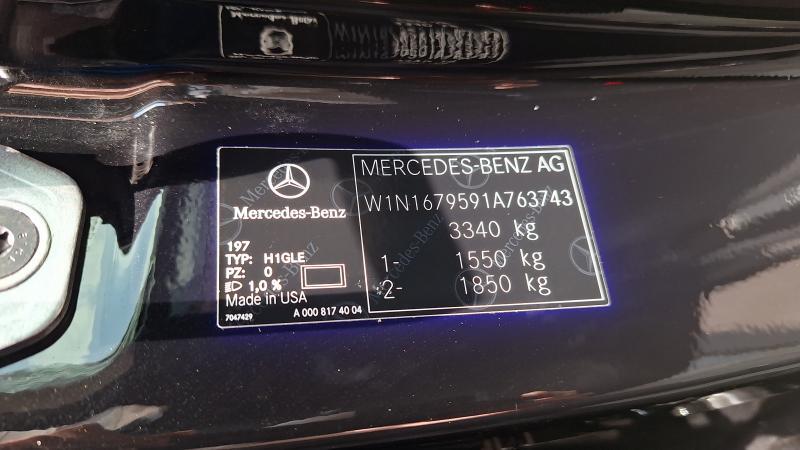 Mercedes-Benz
197
TYP: H1GLE
PZ: 0
1,0 %
Made in USA
7047429
A 000 817 40 04
MERCEDES-BENZ AG
W1N1679591A763743
3340 kg
1- 1550 kg
2- 1850 kg